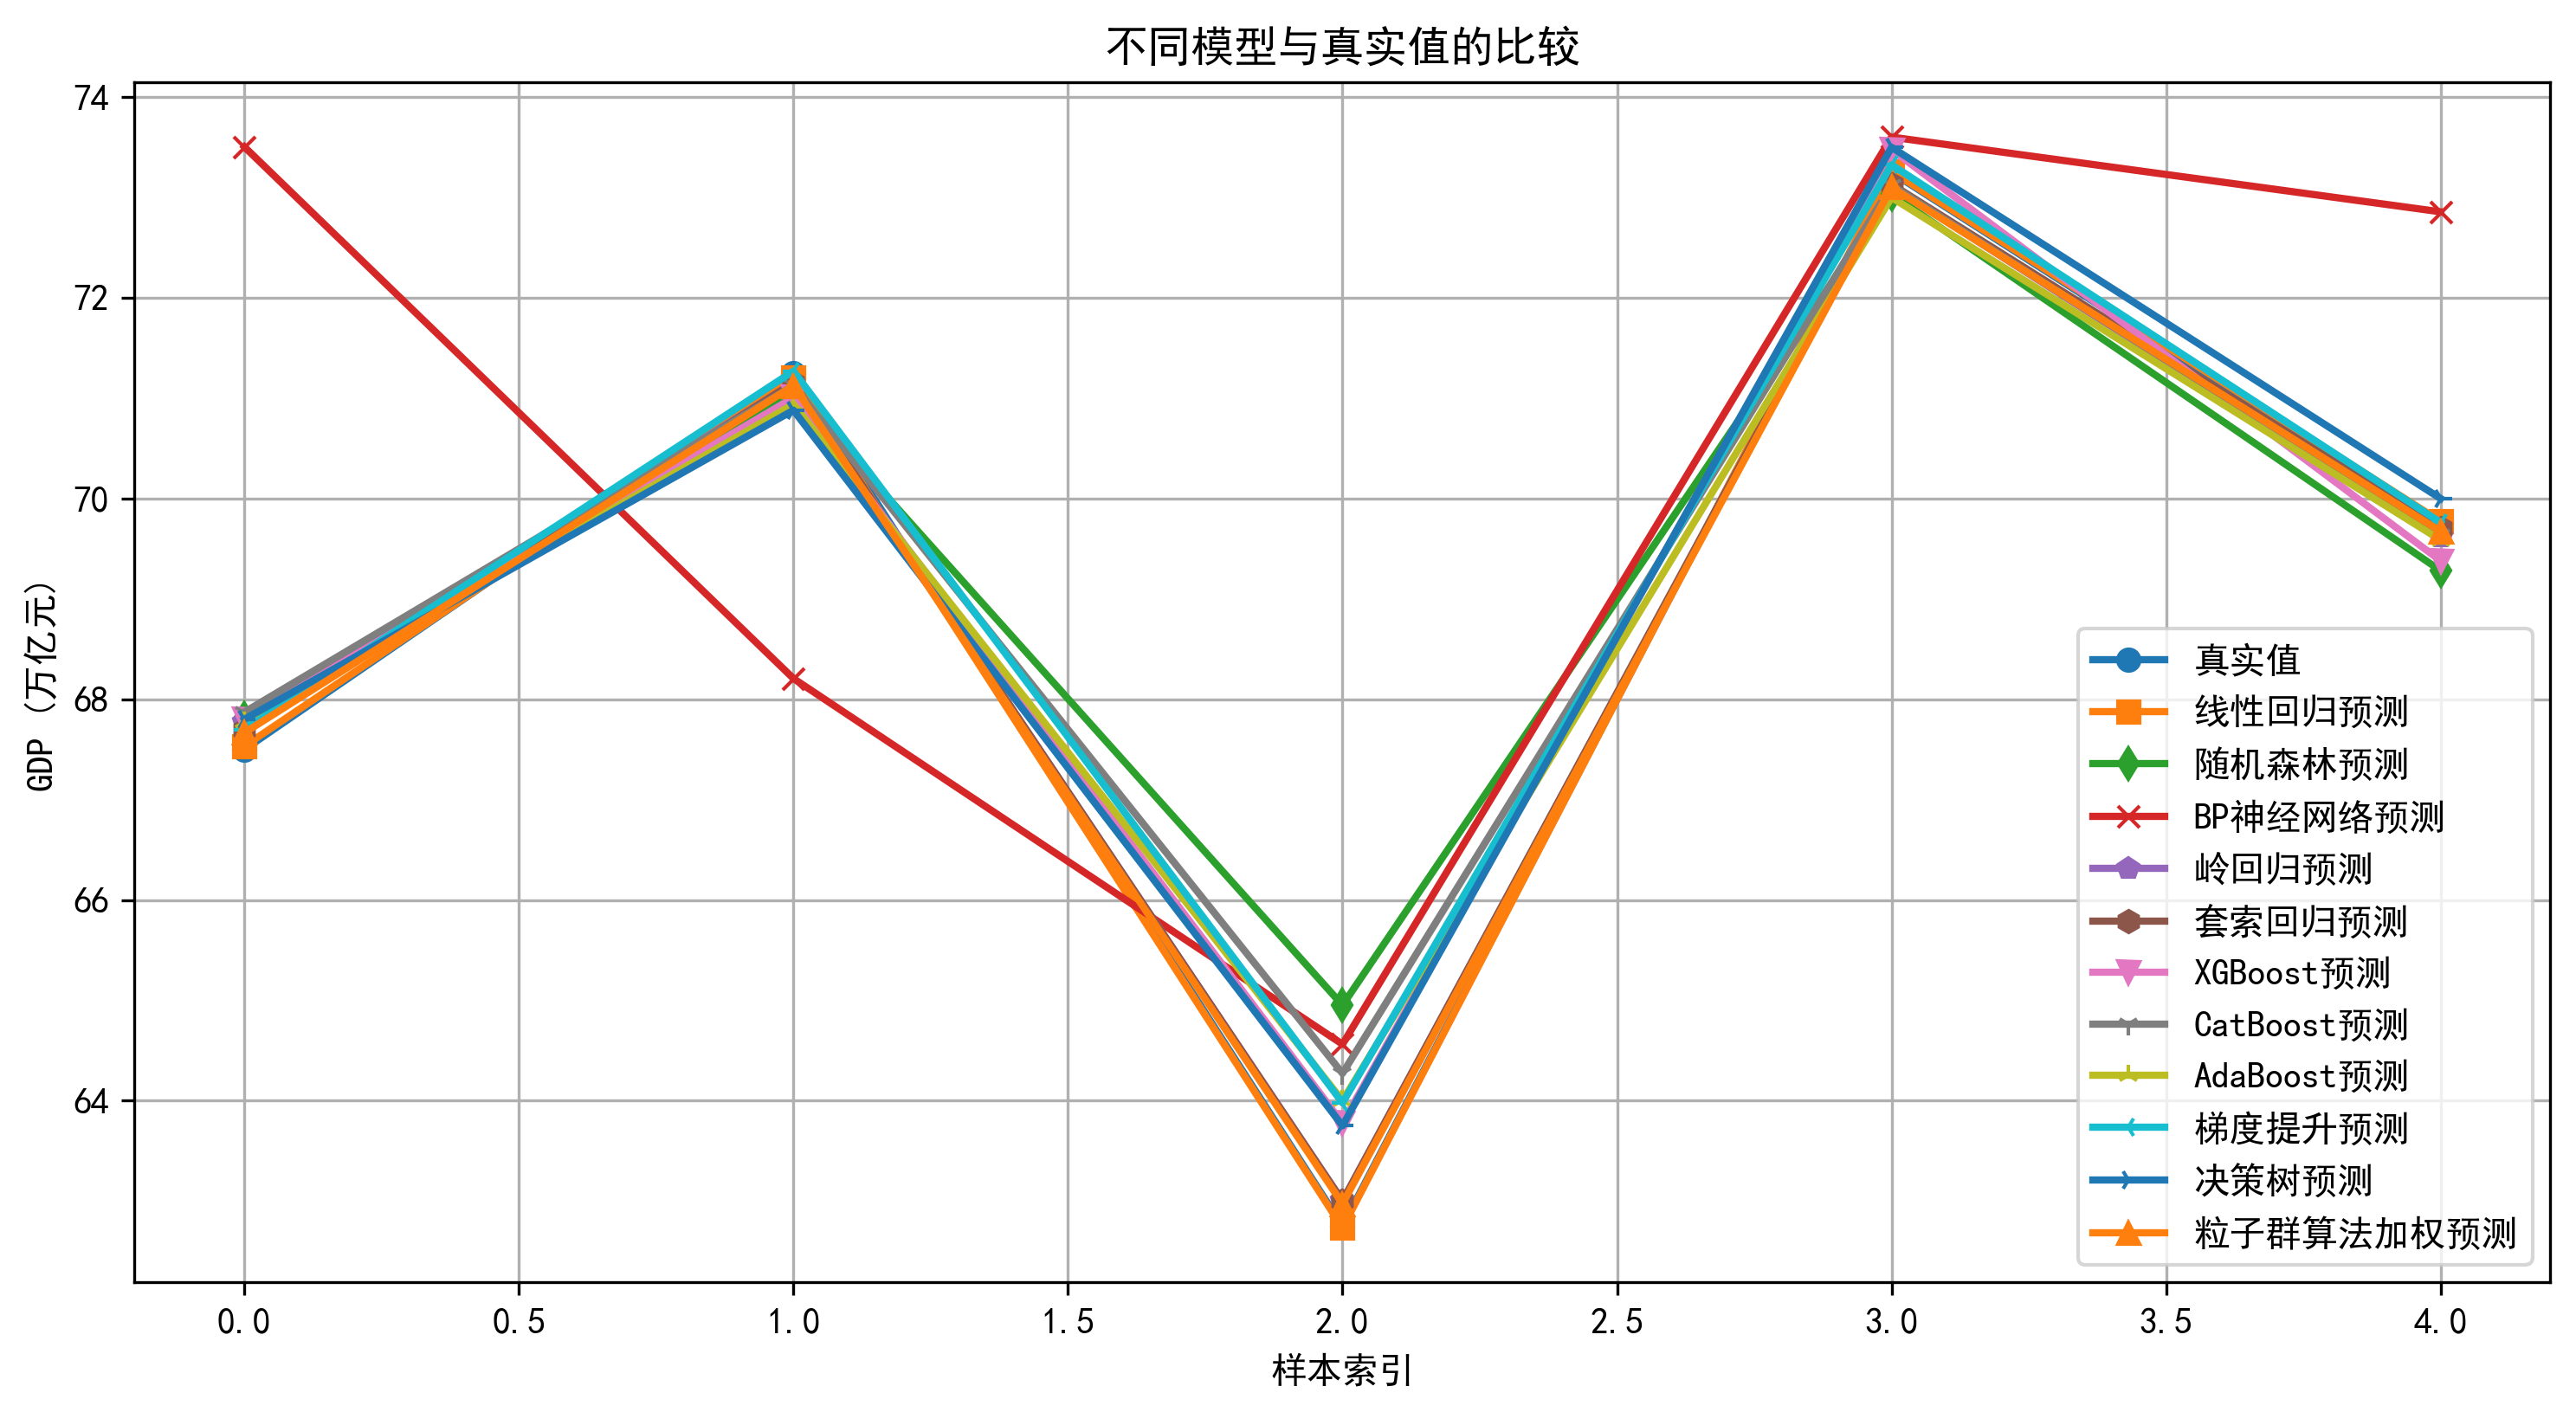 不同模型与真实值的比较
GDP (万亿元)
74
72
70
68
66
64
真实值
线性回归预测
随机森林预测
BP神经网络预测
岭回归预测
套索回归预测
XGBoost预测
CatBoost预测
AdaBoost预测
梯度提升预测
决策树预测
粒子群算法加权预测
0.0 0.5 1.0 1.5 2.0 2.5 3.0 3.5 4.0
样本索引